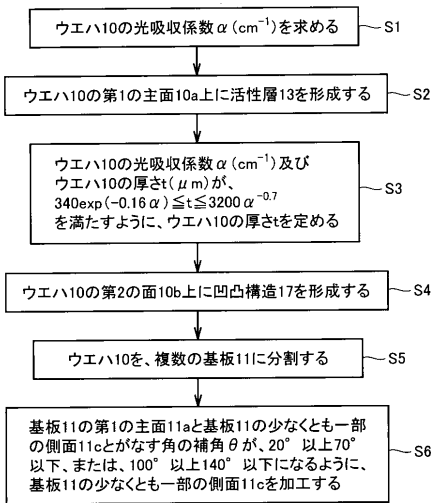 ウエハ10の光吸収係数α(cm⁻¹)を求める
S1
ウエハ10の第1の主面10a上に活性層13を形成する
S2
ウエハ10の光吸収係数α(cm⁻¹)及び
ウエハ10の厚さt(μm)が、
340exp(-0.16α)≦t≦3200α⁻⁰·⁷
を満たすように、ウエハ10の厚さtを定める
S3
ウエハ10の第2の面10b上に凹凸構造17を形成する
S4
ウエハ10を、複数の基板11に分割する
S5
基板11の第1の主面11aと基板11の少なくとも一部
の側面11cとがなす角の補角θが、20°以上70°
以下、または、100°以上140°以下になるように、
基板11の少なくとも一部の側面11cを加工する
S6